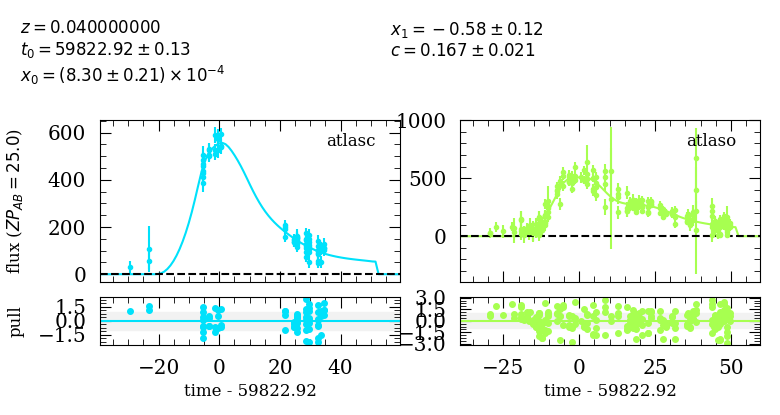 z = 0.040000000
t₀ = 59822.92 ± 0.13
x₀ = (8.30 ± 0.21) × 10⁻⁴
x₁ = −0.58 ± 0.12
c = 0.167 ± 0.021
flux (ZP_AB = 25.0)
600
400
200
0
atlasc
1000
500
0
atlaso
pull
1.5
0.0
−1.5
3.0
1.5
0.0
−1.5
−3.0
−20 0 20 40
−25 0 25 50
time - 59822.92
time - 59822.92